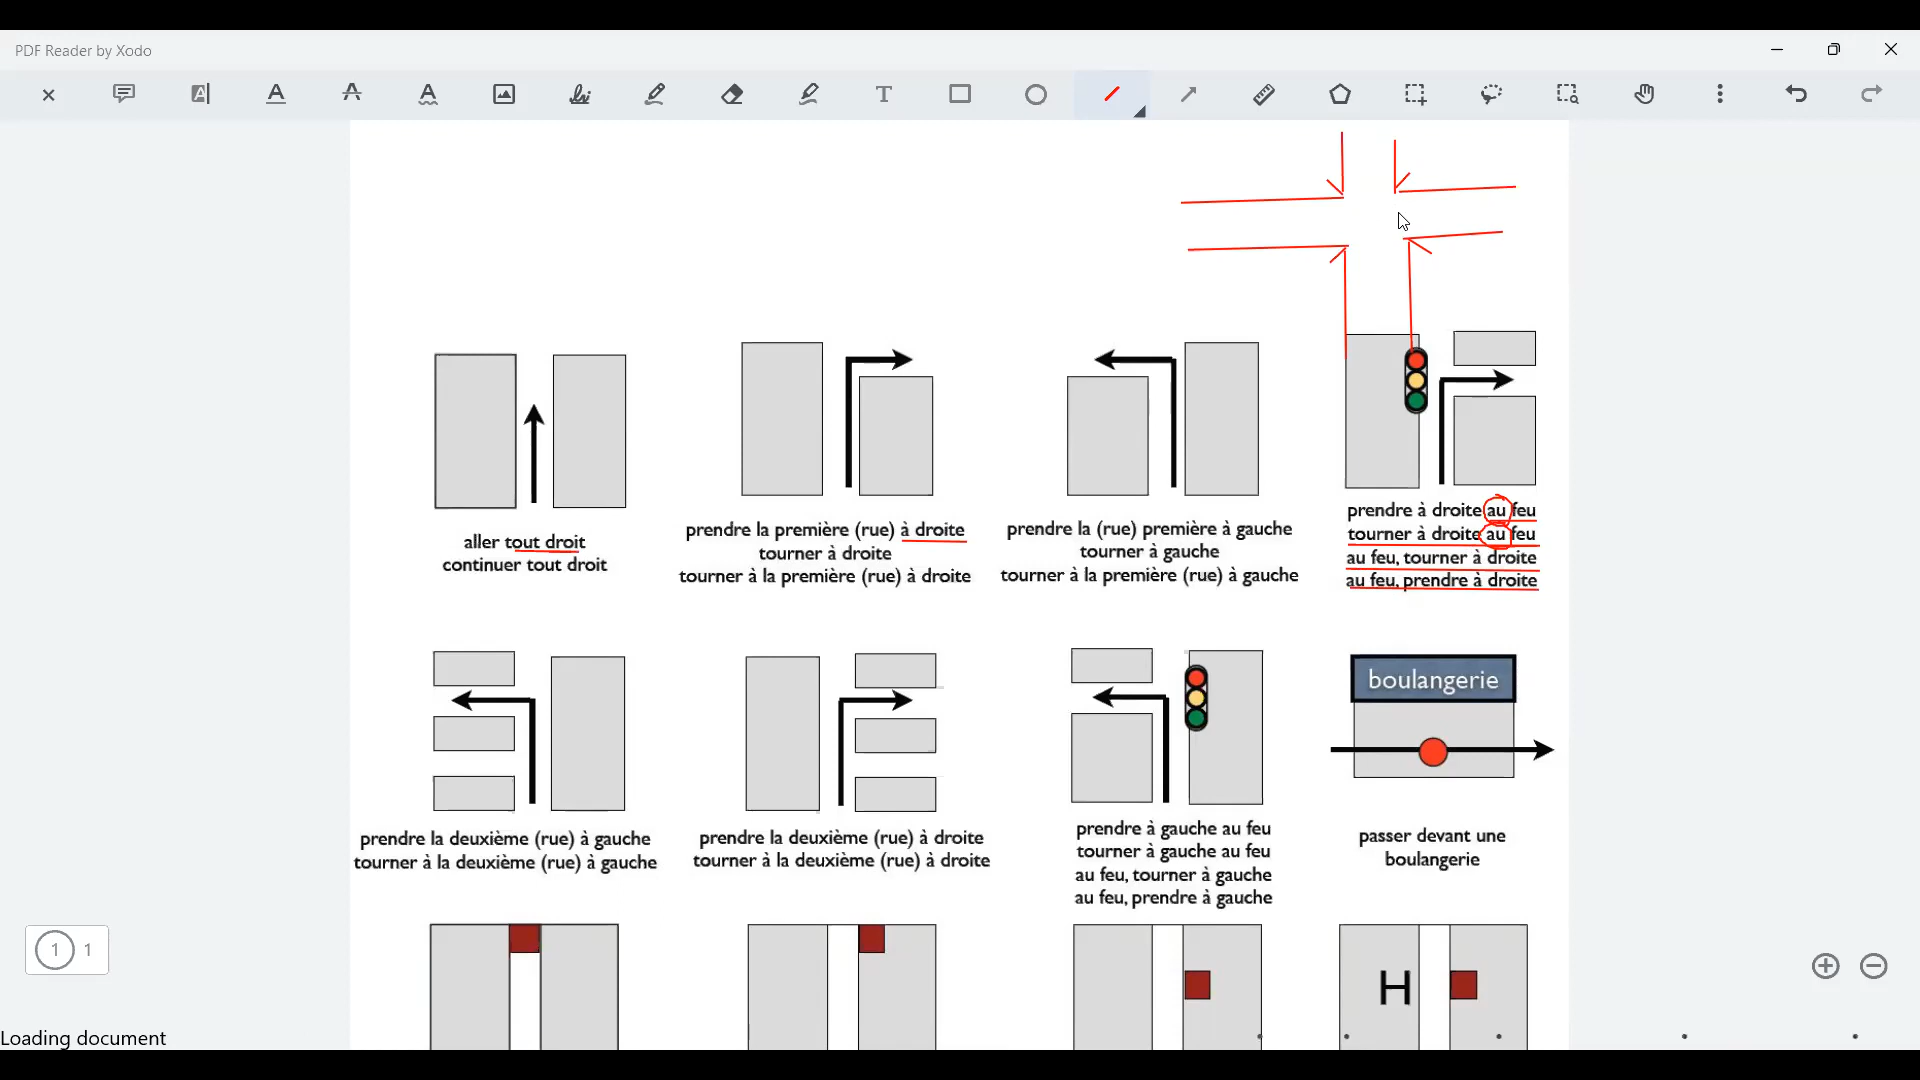 PDF Reader by Xodo
aller tout droit
continuer tout droit
prendre la première (rue) à droite
tourner à droite
tourner à la première (rue) à droite
prendre la (rue) première à gauche
tourner à gauche
tourner à la première (rue) à gauche
prendre à droite au feu
tourner à droite au feu
au feu, tourner à droite
au feu, prendre à droite
prendre la deuxième (rue) à gauche
tourner à la deuxième (rue) à gauche
prendre la deuxième (rue) à droite
tourner à la deuxième (rue) à droite
prendre à gauche au feu
tourner à gauche au feu
au feu, tourner à gauche
au feu, prendre à gauche
boulangerie
passer devant une
boulangerie
1 1
H
Loading document